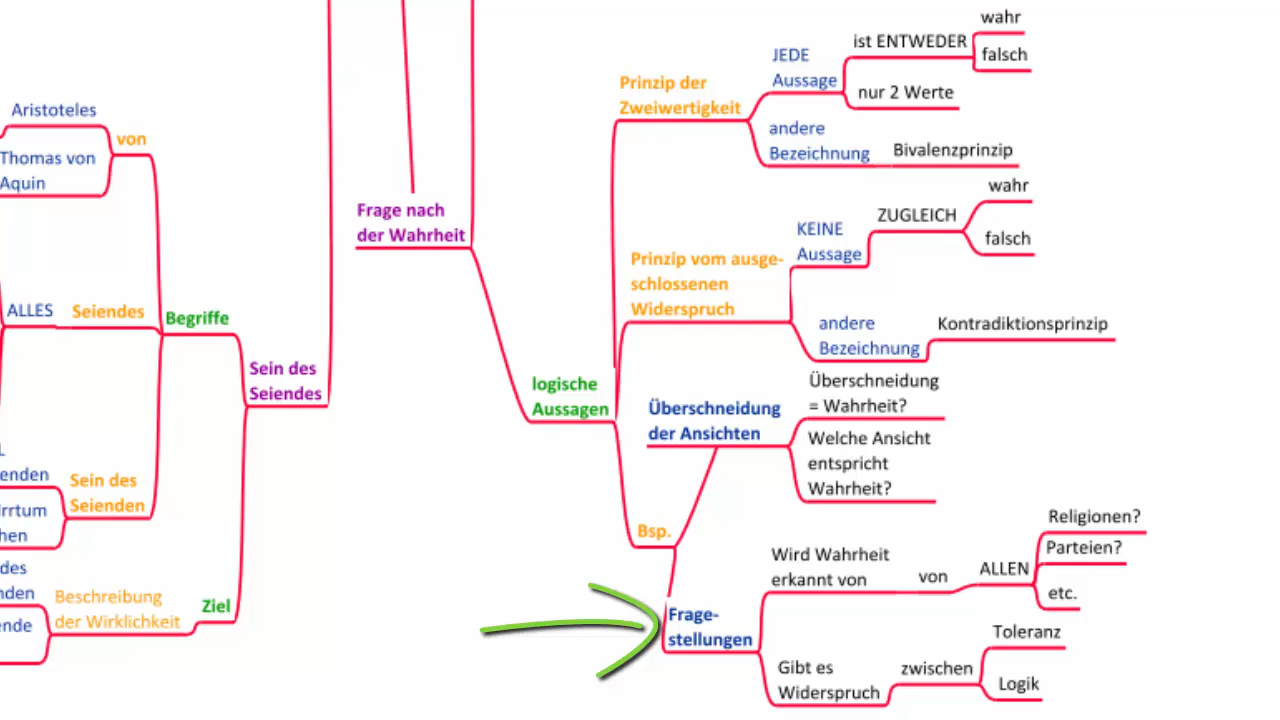 Aristoteles
von
Thomas von
Aquin
ALLES
Seiendes
Begriffe
Sein des
Seiendes
enden
Sein des
Seienden
Irrtum
hen
des
nden
ende
Beschreibung
der Wirklichkeit
Ziel
Frage nach
der Wahrheit
logische
Aussagen
Prinzip der
Zweiwertigkeit
JEDE
Aussage
ist ENTWEDER
wahr
falsch
nur 2 Werte
andere
Bezeichnung
Bivalenzprinzip
Prinzip vom ausge-
schlossenen
Widerspruch
KEINE
Aussage
ZUGLEICH
wahr
falsch
andere
Bezeichnung
Kontradiktionsprinzip
Bsp.
Überschneidung
der Ansichten
Überschneidung
= Wahrheit?
Welche Ansicht
entspricht
Wahrheit?
Frage-
stellungen
Wird Wahrheit
erkannt von
von
ALLEN
Religionen?
Parteien?
etc.
Gibt es
Widerspruch
zwischen
Toleranz
Logik